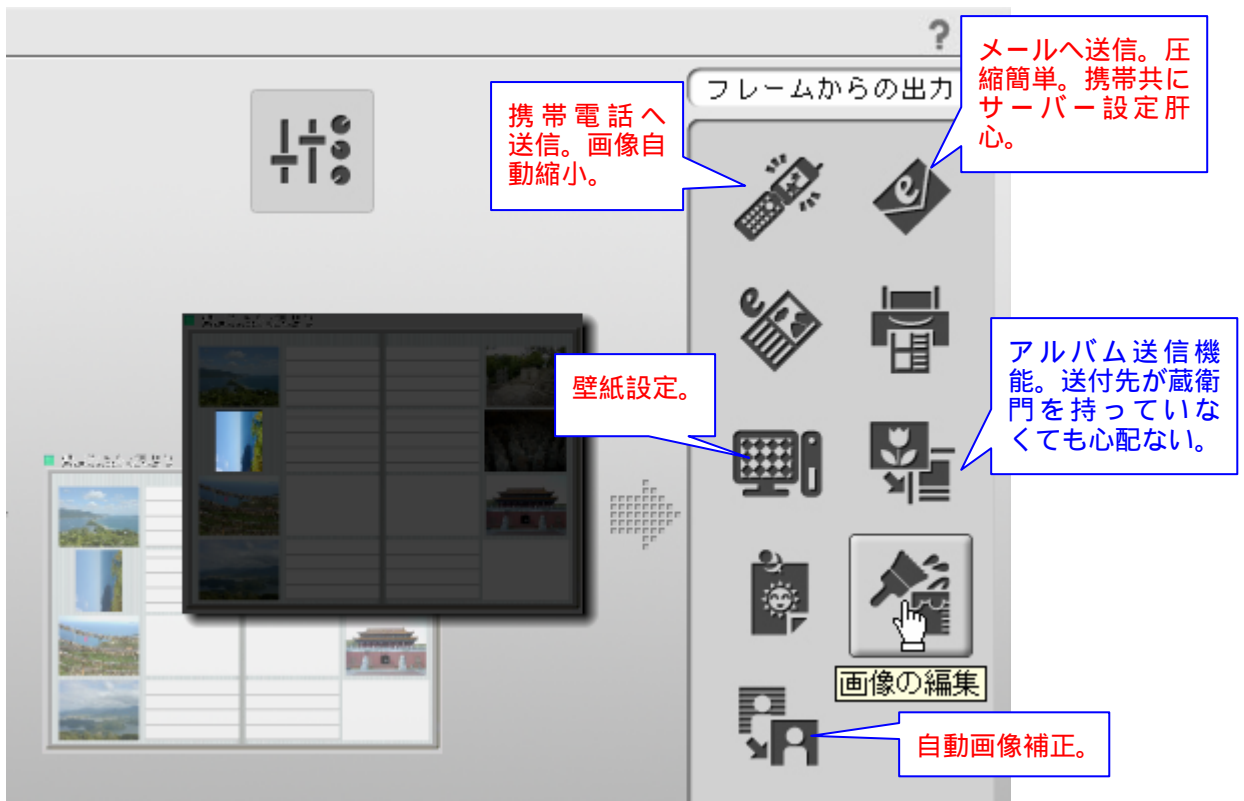 ?
メールへ送信。圧
縮簡単。携帯共に
サーバー設定肝
心。
フレームからの出力
携帯電話へ
送信。画像自
動縮小。
壁紙設定。
アルバム送信機
能。送付先が蔵衛
門を持っていな
くても心配ない。
画像の編集
自動画像補正。